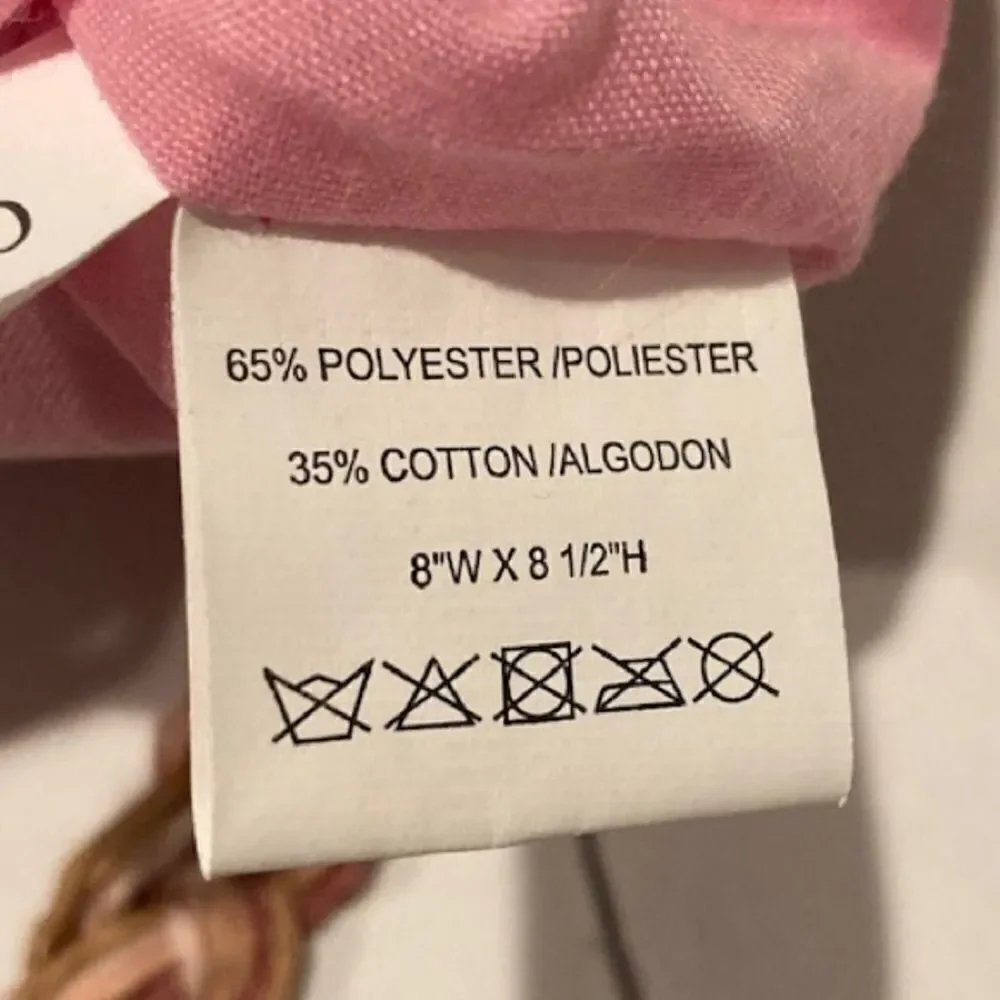 65% POLYESTER /POLIESTER
35% COTTON /ALGODON
8"W X 8 1/2"H